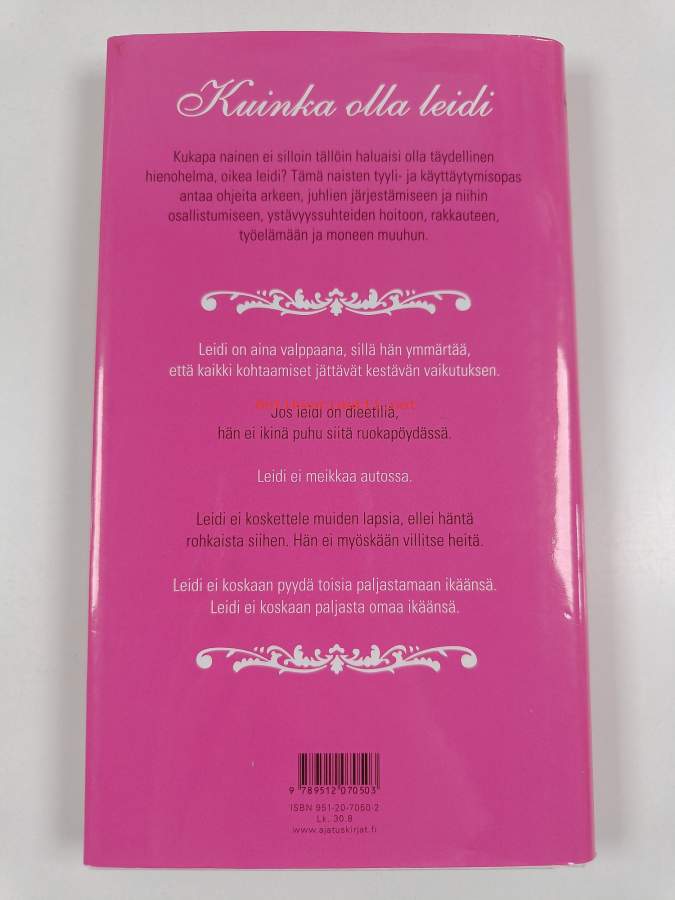 Kuinka olla leidi
Kukapa nainen ei silloin tällöin haluaisi olla täydellinen
hienohelma, oikea leidi? Tämä naisten tyyli- ja käyttäytymisopas
antaa ohjeita arkeen, juhlien järjestämiseen ja niihin
osallistumiseen, ystävyyssuhteiden hoitoon, rakkauteen,
työelämään ja moneen muuhun.
Leidi on aina valppaana, sillä hän ymmärtää,
että kaikki kohtaamiset jättävät kestävän vaikutuksen.
Jos leidi on dieetillä,
hän ei ikinä puhu siitä ruokapöydässä.
Leidi ei meikkaa autossa.
Leidi ei koskettele muiden lapsia, ellei häntä
rohkaista siihen. Hän ei myöskään villitse heitä.
Leidi ei koskaan pyydä toisia paljastamaan ikäänsä.
Leidi ei koskaan paljasta omaa ikäänsä.
9 789512 070503
ISBN 951-20-7050-2
Lk. 30.8
www.ajatuskirjat.fi